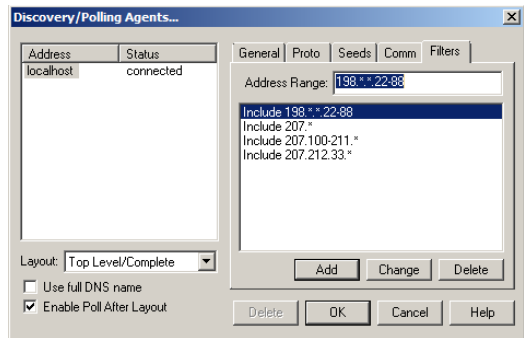 Discovery/Polling Agents...
Address Status
localhost connected
General Proto Seeds Comm Filters
Address Range: 198.*.*.22-88
Include 198.*.*.22-88
Include 207.*
Include 207.100-211.*
Include 207.212.33.*
Layout: Top Level/Complete
Add Change Delete
Use full DNS name
Enable Poll After Layout
Delete OK Cancel Help